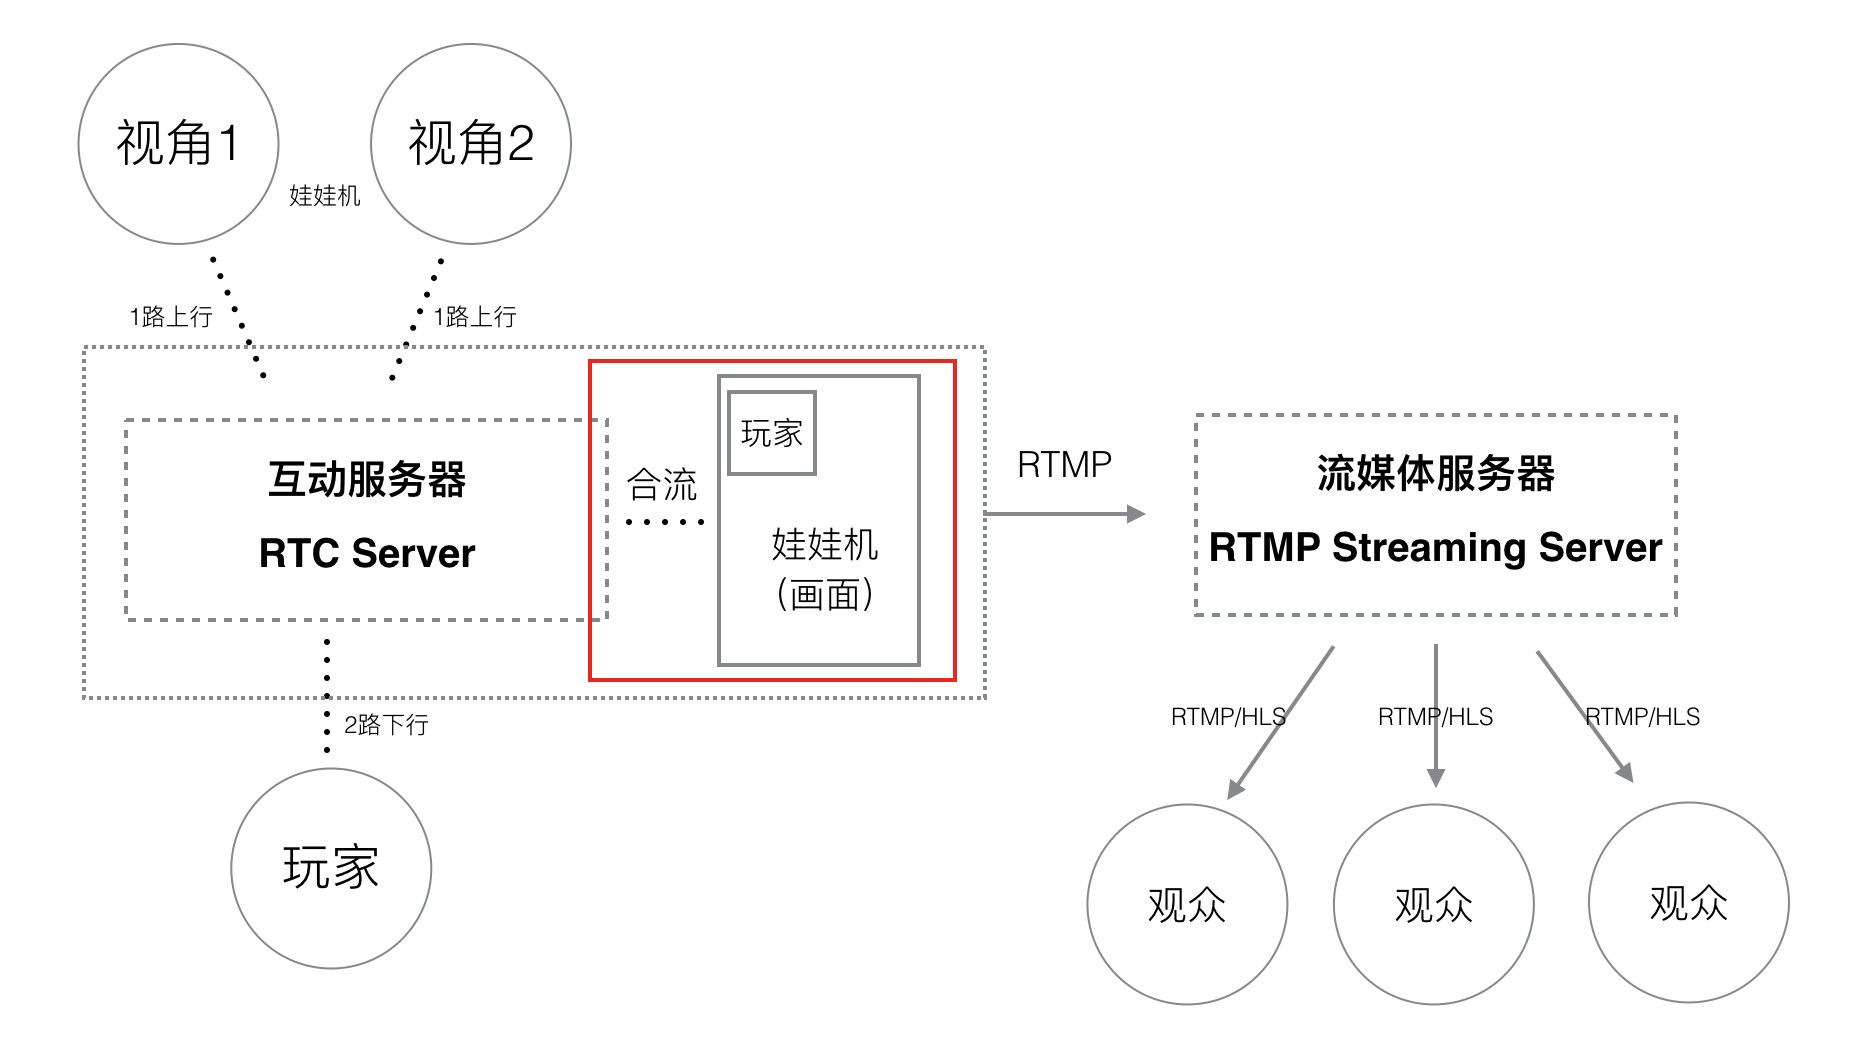 视角1
视角2
娃娃机
1路上行
1路上行
互动服务器
RTC Server
合流
玩家
娃娃机
（画面）
RTMP
流媒体服务器
RTMP Streaming Server
2路下行
玩家
RTMP/HLS
RTMP/HLS
RTMP/HLS
观众
观众
观众